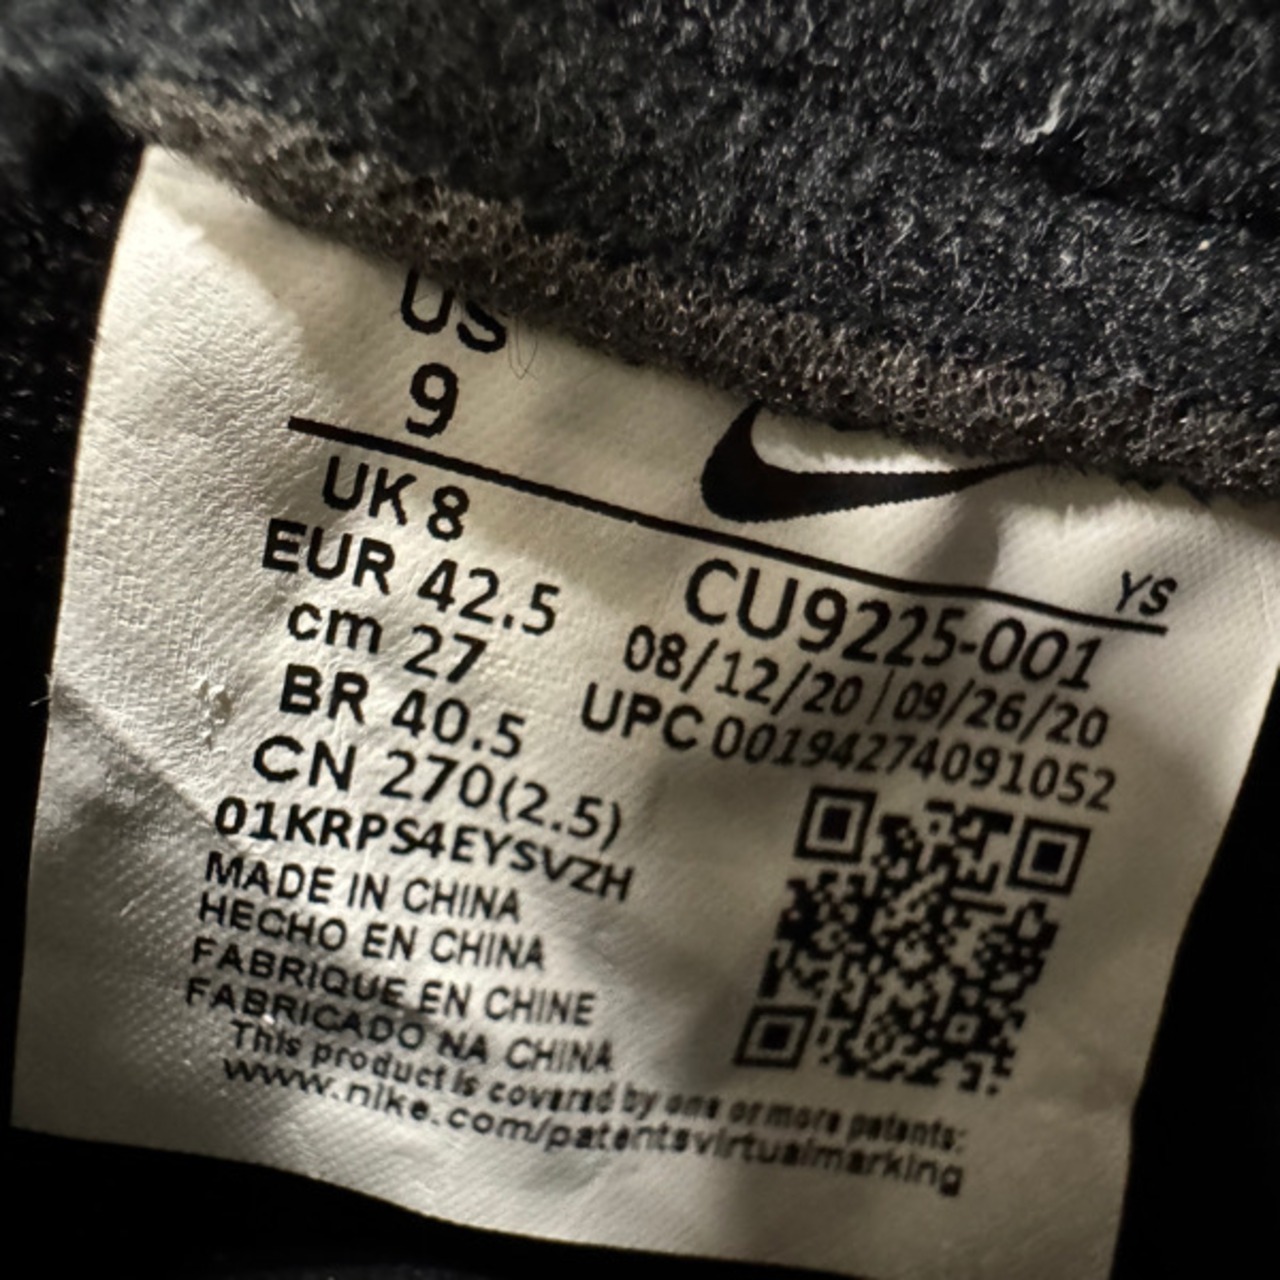 US
9
UK 8
EUR 42.5
cm 27
BR 40.5
CN 270(2.5)
01KRPS4EYSVZH
MADE IN CHINA
HECHO EN CHINA
FABRIQUE EN CHINE
FABRICADO NA CHINA
YS
CU9225-001
08/12/20 | 09/26/20
UPC 00194274091052
This product is covered by one or more patents:
www.nike.com/patentsvirtualmarking